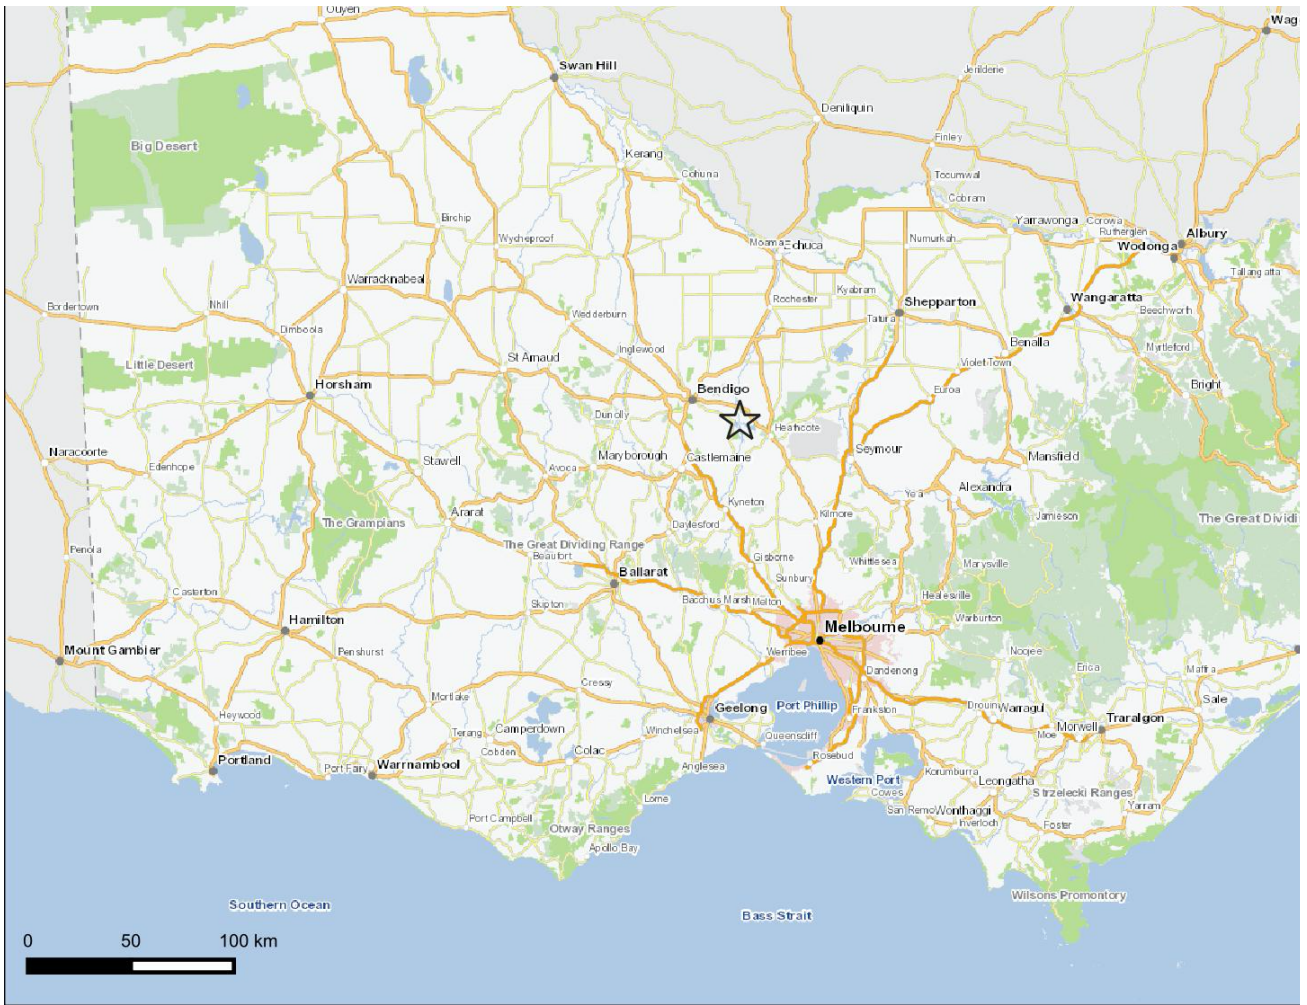 Ouyen
Wag
Swan Hill
Jerilderie
Deniliquin
Finley
Big Desert
Kerang
Cohuna
Tocumwal
Cobram
Birchip
Wycheproof
Moama
Echuca
Numurkah
Yarrawonga
Corowa
Rutherglen
Albury
Wodonga
Tallangatta
Warracknabeal
Kyabram
Rochester
Shepparton
Wangaratta
Beechworth
Bordertown
Nhill
Wedderburn
Tatura
Dimboola
Benalla
Myrtleford
Inglewood
St Arnaud
Violet Town
Little Desert
Horsham
Bendigo
Euroa
Bright
Dunolly
Heathcote
Naracoorte
Edenhope
Stawell
Avoca
Maryborough
Castlemaine
Seymour
Mansfield
Yea
Alexandra
Kyneton
Ararat
The Grampians
Daylesford
Kilmore
Jamieson
The Great Dividi
The Great Dividing Range
Beaufort
Penola
Gisborne
Whittlesea
Marysville
Ballarat
Sunbury
Casterton
Skipton
Bacchus Marsh
Melton
Healesville
Warburton
Hamilton
Melbourne
Mount Gambier
Penshurst
Werribee
Noojee
Dandenong
Erica
Maffra
Cressy
Mortlake
Sale
Heywood
Geelong
Port Phillip
Frankston
Drouin
Warragul
Traralgon
Morwell
Moe
Terang
Camperdown
Winchelsea
Queenscliff
Cobden
Colac
Rosebud
Portland
Port Fairy
Warrnambool
Anglesea
Western Port
Korumburra
Leongatha
Cowes
Strzelecki Ranges
Lorne
San Remo
Wonthaggi
Inverloch
Yarram
Port Campbell
Otway Ranges
Foster
Apollo Bay
Wilsons Promontory
Southern Ocean
Bass Strait
0 50 100 km